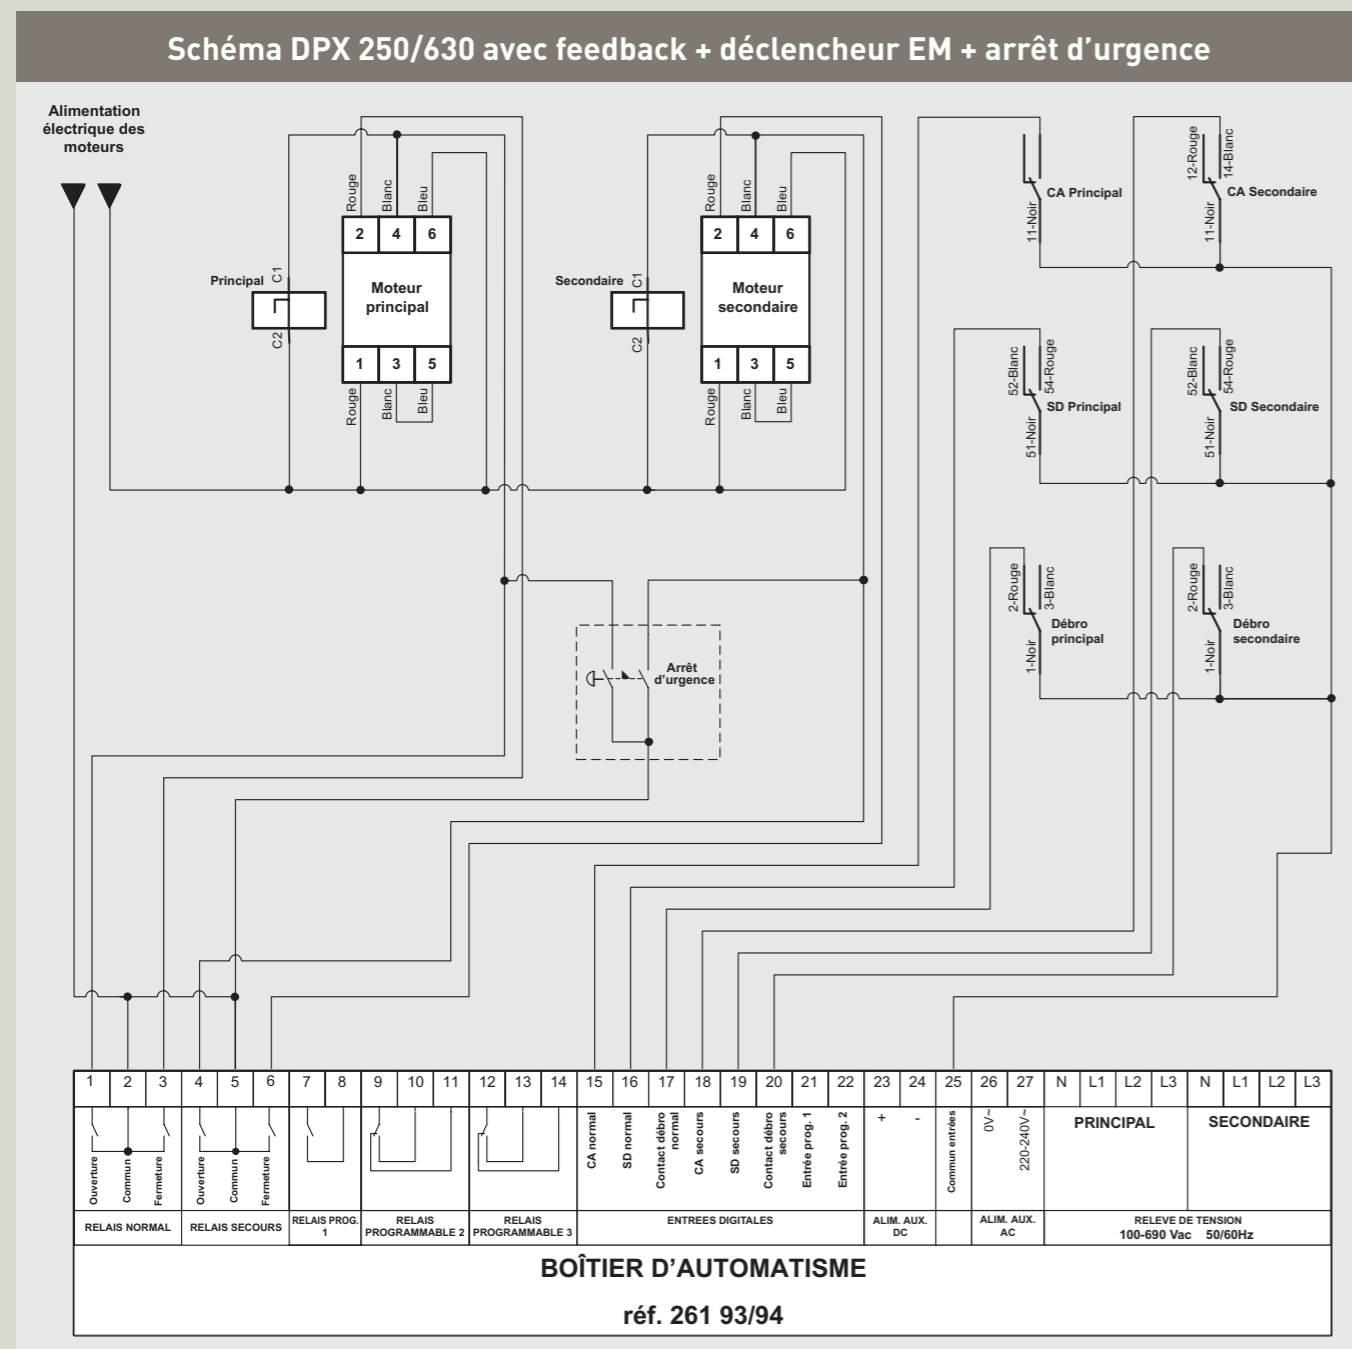 Schéma DPX 250/630 avec feedback + déclencheur EM + arrêt d'urgence
Alimentation
électrique des
moteurs
Rouge
Blanc
Bleu
2 4 6
Principal
C1
C2
Moteur
principal
1 3 5
Rouge
Blanc
Bleu
Rouge
Blanc
Bleu
2 4 6
Secondaire
C1
C2
Moteur
secondaire
1 3 5
Rouge
Blanc
Bleu
CA Principal
11-Noir
12-Rouge
14-Blanc
CA Secondaire
11-Noir
52-Blanc
54-Rouge
SD Principal
51-Noir
52-Blanc
54-Rouge
SD Secondaire
51-Noir
2-Rouge
3-Blanc
Débro
principal
1-Noir
2-Rouge
3-Blanc
Débro
secondaire
1-Noir
Arrêt
d'urgence
1 2 3 4 5 6 7 8 9 10 11 12 13 14 15 16 17 18 19 20 21 22 23 24 25 26 27 N L1 L2 L3 N L1 L2 L3
Ouverture
Commun
Fermeture
Ouverture
Commun
Fermeture
CA normal
SD normal
Contact débro
normal
CA secours
SD secours
Contact débro
secours
Entrée prog. 1
Entrée prog. 2
+ -
Commun entrées
0V~
220-240V~
PRINCIPAL
SECONDAIRE
RELAIS NORMAL
RELAIS SECOURS
RELAIS PROG.
1
RELAIS
PROGRAMMABLE 2
RELAIS
PROGRAMMABLE 3
ENTREES DIGITALES
ALIM. AUX.
DC
ALIM. AUX.
AC
RELEVE DE TENSION
100-690 Vac 50/60Hz
BOÎTIER D'AUTOMATISME
réf. 261 93/94